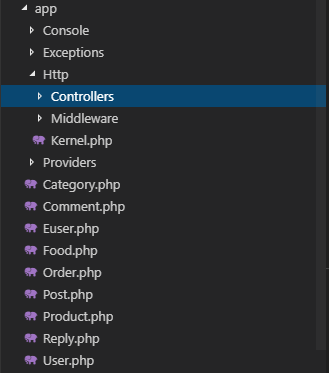 app
Console
Exceptions
Http
Controllers
Middleware
Kernel.php
Providers
Category.php
Comment.php
Euser.php
Food.php
Order.php
Post.php
Product.php
Reply.php
User.php